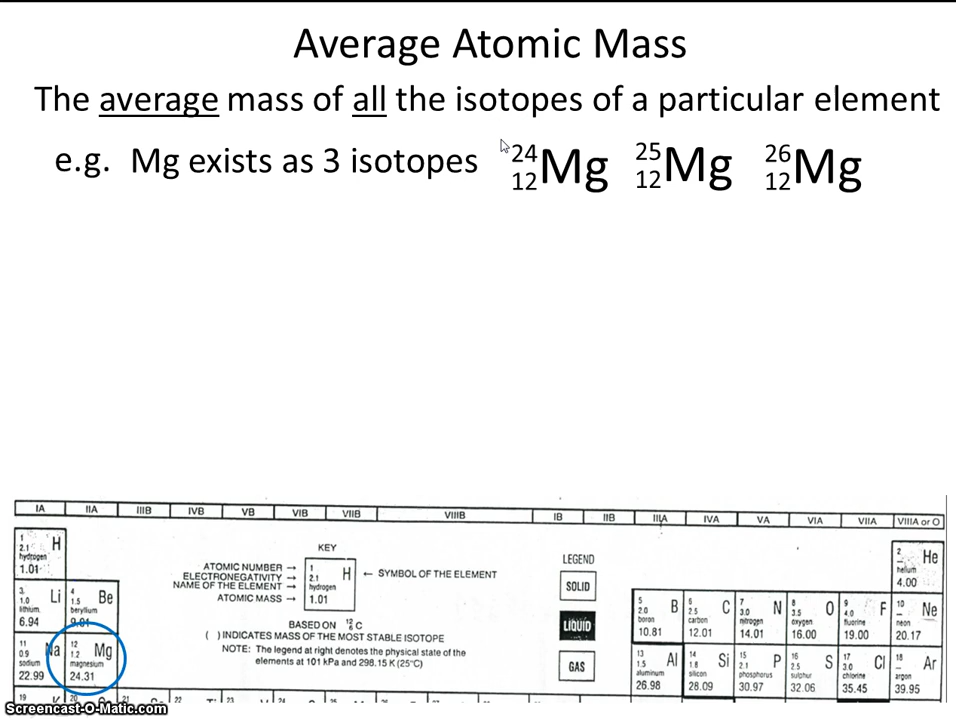 Average Atomic Mass
The average mass of all the isotopes of a particular element
e.g. Mg exists as 3 isotopes 24 12 Mg 25 12 Mg 26 12 Mg
IA IIA IIIB IVB VB VIB VIIB VIIIB IB IIB IIIA IVA VA VIA VIIA VIIIA or O
1 H
2.1
hydrogen
1.01
KEY
ATOMIC NUMBER → 1
ELECTRONEGATIVITY → 2.1 H ← SYMBOL OF THE ELEMENT
NAME OF THE ELEMENT → hydrogen
ATOMIC MASS → 1.01
BASED ON 12 6 C
( ) INDICATES MASS OF THE MOST STABLE ISOTOPE
NOTE: The legend at right denotes the physical state of the
elements at 101 kPa and 298.15 K (25°C)
LEGEND
SOLID
LIQUID
GAS
2 He
helium
4.00
3 Li 4 Be
1.0 1.5
lithium beryllium
6.94 9.01
5 B 6 C 7 N 8 O 9 F 10 Ne
2.0 2.5 3.0 3.5 4.0 –
boron carbon nitrogen oxygen fluorine neon
10.81 12.01 14.01 16.00 19.00 20.17
11 Na 12 Mg
0.9 1.2
sodium magnesium
22.99 24.31
13 Al 14 Si 15 P 16 S 17 Cl 18 Ar
1.5 1.8 2.1 2.5 3.0 –
aluminum silicon phosphorus sulphur chlorine argon
26.98 28.09 30.97 32.06 35.45 39.95
19 20 22 23 24 25
Screencast-O-Matic.com